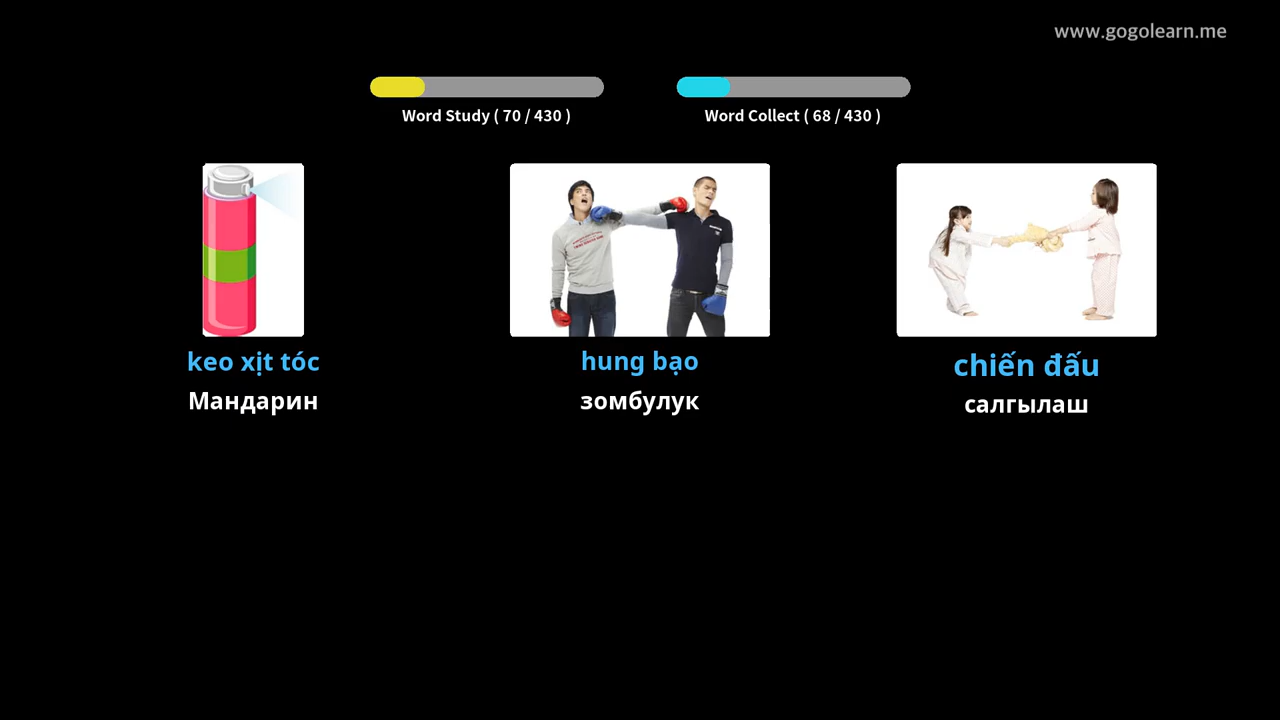 www.gogolearn.me
Word Study ( 70 / 430 )
Word Collect ( 68 / 430 )
keo xịt tóc
Мандарин
hung bạo
зомбулук
chiến đấu
салгылаш